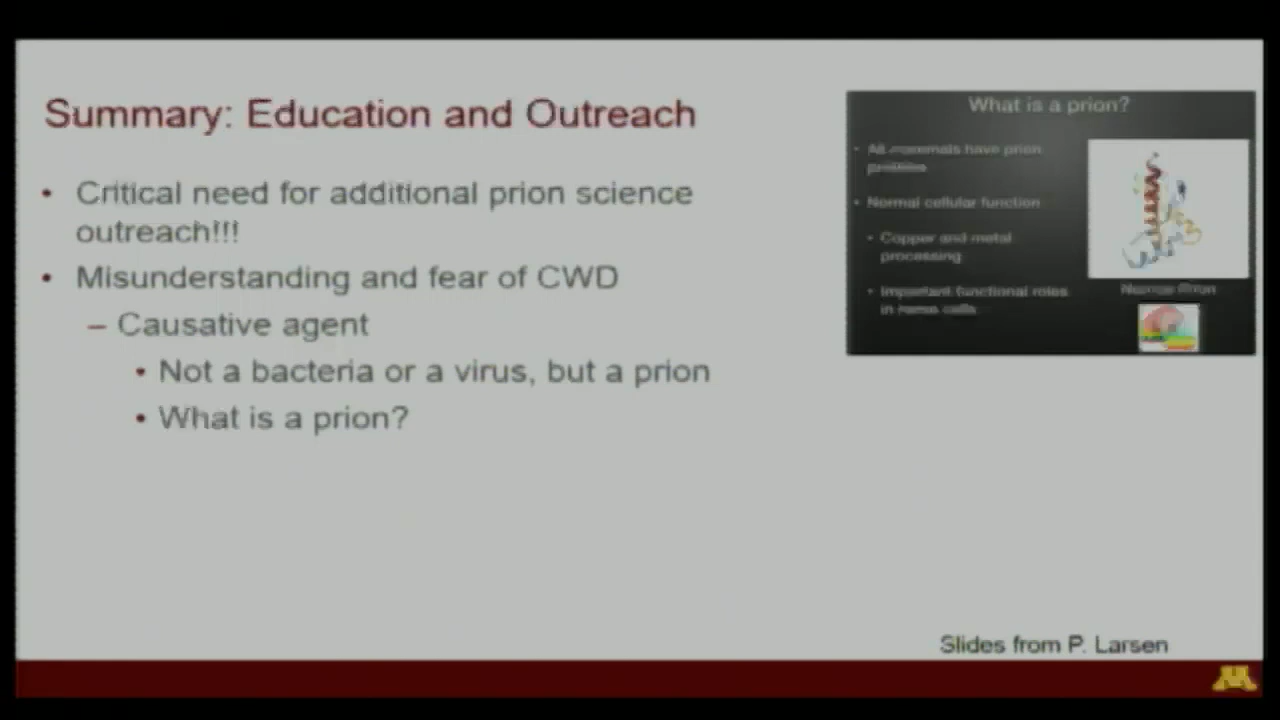 Summary: Education and Outreach
• Critical need for additional prion science
outreach!!!
• Misunderstanding and fear of CWD
– Causative agent
• Not a bacteria or a virus, but a prion
• What is a prion?
What is a prion?
• All mammals have prion
proteins
• Normal cellular function
• Copper and metal
processing
• Important functional roles
in nerve cells
Normal Prion
Slides from P. Larsen
M